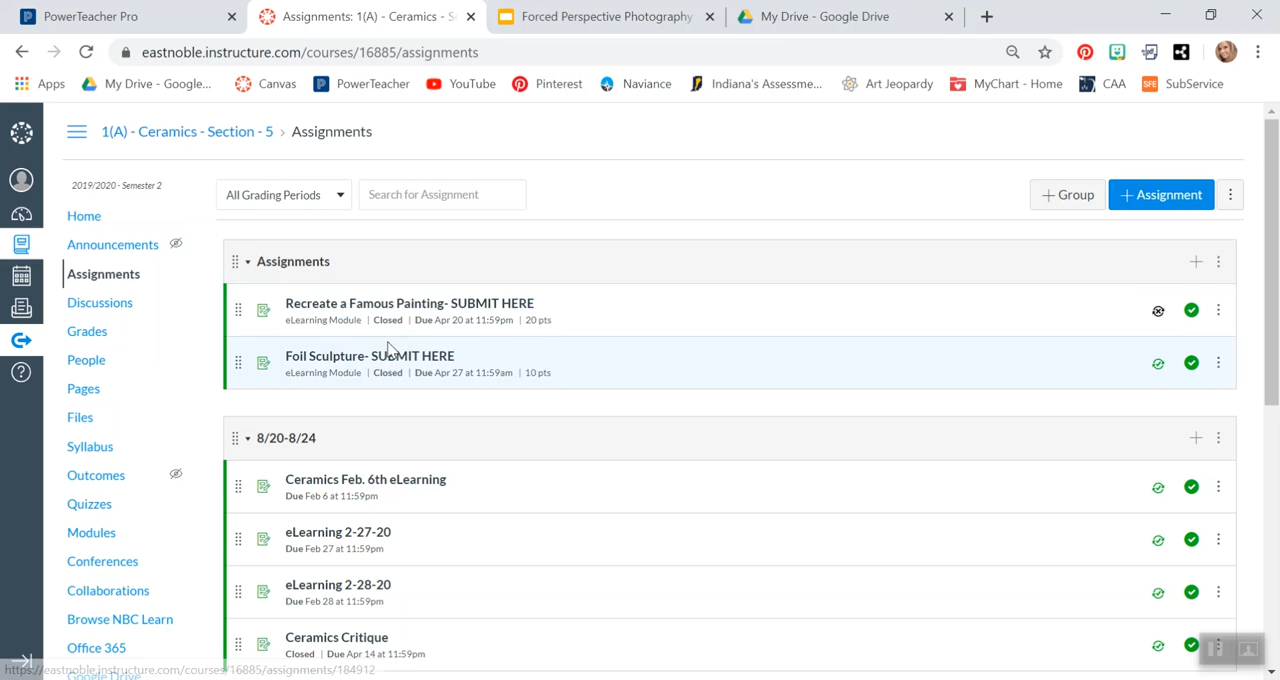 PowerTeacher Pro
Assignments: 1(A) - Ceramics - Se
Forced Perspective Photography
My Drive - Google Drive
eastnoble.instructure.com/courses/16885/assignments
Apps
My Drive - Google...
Canvas
PowerTeacher
YouTube
Pinterest
Naviance
Indiana's Assessme...
Art Jeopardy
MyChart - Home
CAA
SFE
SubService
1(A) - Ceramics - Section - 5 › Assignments
2019/2020 - Semester 2
Home
Announcements
Assignments
Discussions
Grades
People
Pages
Files
Syllabus
Outcomes
Quizzes
Modules
Conferences
Collaborations
Browse NBC Learn
Office 365
Google Drive
All Grading Periods
Search for Assignment
+ Group
+ Assignment
Assignments
Recreate a Famous Painting- SUBMIT HERE
eLearning Module | Closed | Due Apr 20 at 11:59pm | 20 pts
Foil Sculpture- SUBMIT HERE
eLearning Module | Closed | Due Apr 27 at 11:59am | 10 pts
8/20-8/24
Ceramics Feb. 6th eLearning
Due Feb 6 at 11:59pm
eLearning 2-27-20
Due Feb 27 at 11:59pm
eLearning 2-28-20
Due Feb 28 at 11:59pm
Ceramics Critique
Closed | Due Apr 14 at 11:59pm
https://eastnoble.instructure.com/courses/16885/assignments/184912